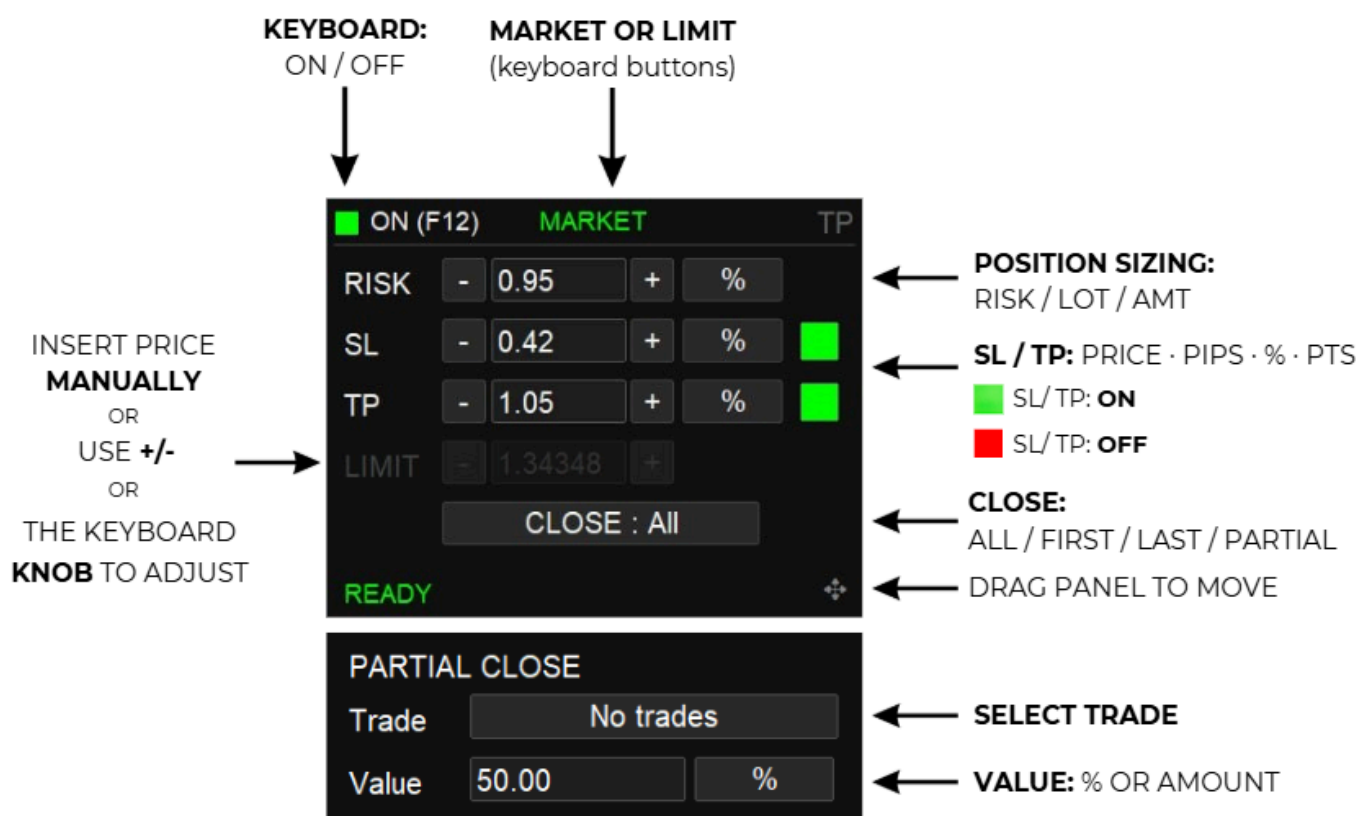 KEYBOARD:
ON / OFF
MARKET OR LIMIT
(keyboard buttons)
ON (F12) MARKET TP
RISK - 0.95 + %
SL - 0.42 + %
TP - 1.05 + %
LIMIT - 1.34348 +
CLOSE : All
READY
INSERT PRICE
MANUALLY
OR
USE +/-
OR
THE KEYBOARD
KNOB TO ADJUST
POSITION SIZING:
RISK / LOT / AMT
SL / TP: PRICE · PIPS · % · PTS
SL/ TP: ON
SL/ TP: OFF
CLOSE:
ALL / FIRST / LAST / PARTIAL
DRAG PANEL TO MOVE
PARTIAL CLOSE
Trade No trades
Value 50.00 %
SELECT TRADE
VALUE: % OR AMOUNT